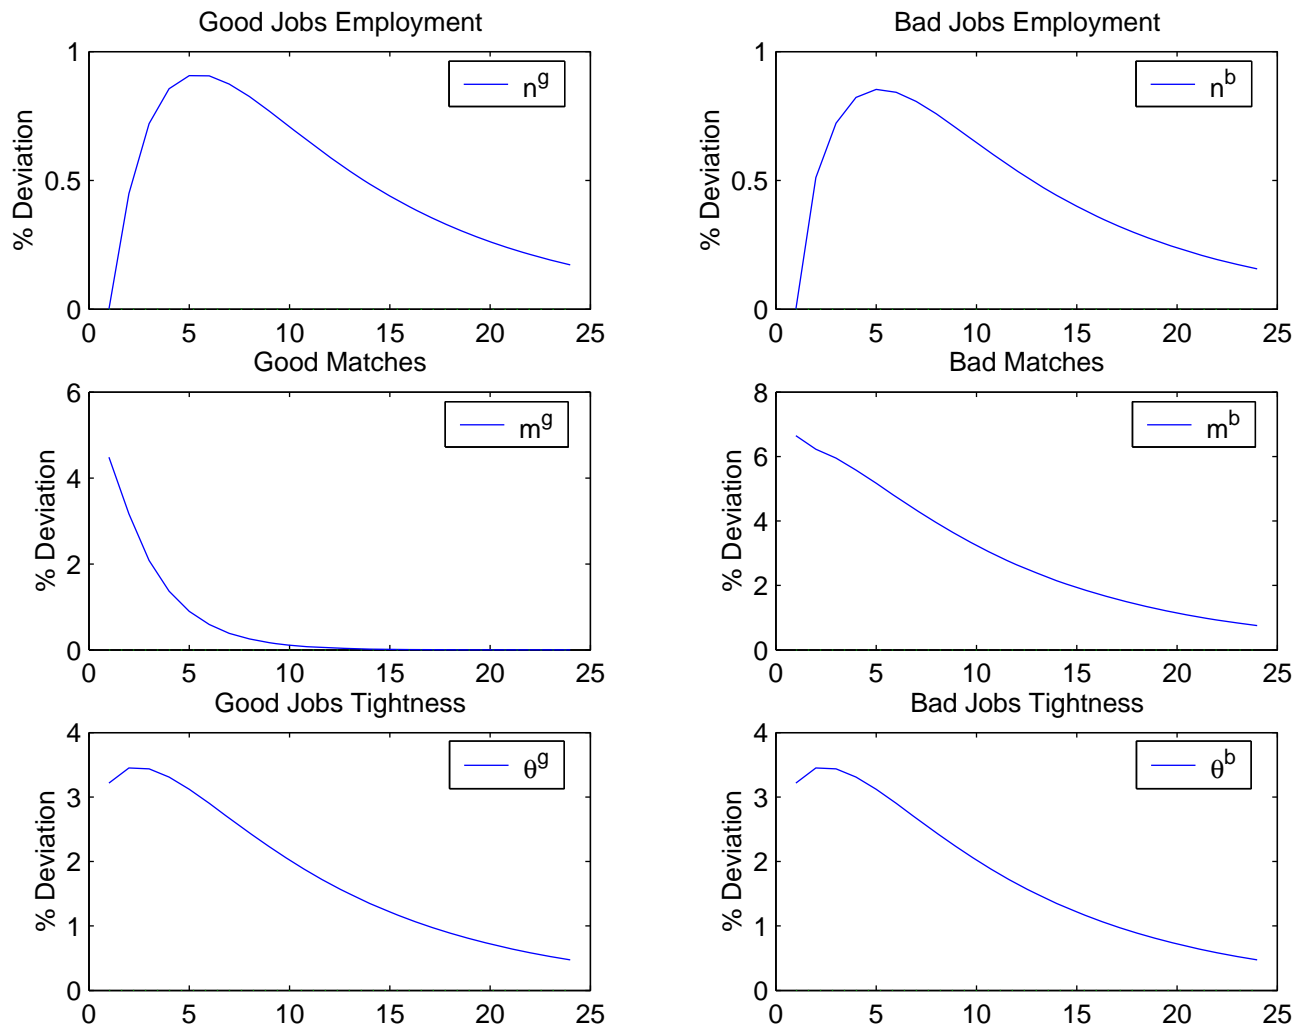 Good Jobs Employment
1
0.5
0
% Deviation
n^g
0 5 10 15 20 25
Bad Jobs Employment
1
0.5
0
% Deviation
n^b
0 5 10 15 20 25
Good Matches
6
4
2
0
% Deviation
m^g
0 5 10 15 20 25
Bad Matches
8
6
4
2
0
% Deviation
m^b
0 5 10 15 20 25
Good Jobs Tightness
4
3
2
1
0
% Deviation
θ^g
0 5 10 15 20 25
Bad Jobs Tightness
4
3
2
1
0
% Deviation
θ^b
0 5 10 15 20 25